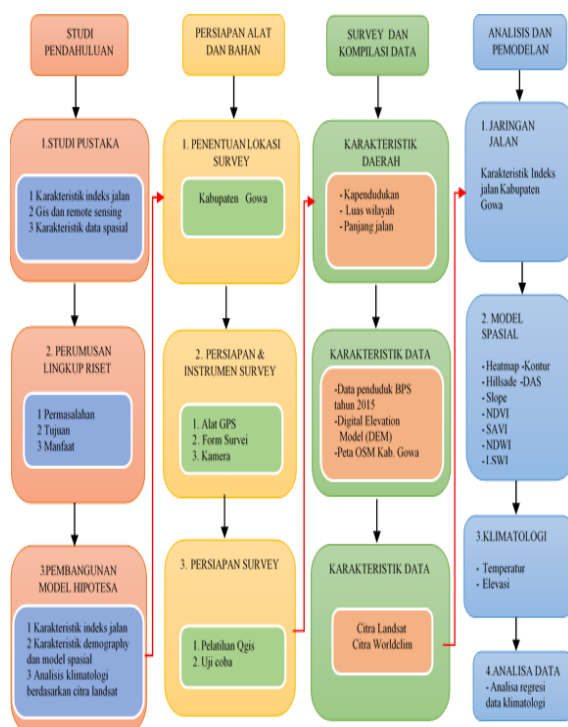 STUDI
PENDAHULUAN
1.STUDI PUSTAKA
1 Karakteristik indeks jalan
2 Gis dan remote sensing
3 Karakteristik data spasial
2. PERUMUSAN
LINGKUP RISET
1 Permasalahan
2 Tujuan
3 Manfaat
3.PEMBANGUNAN
MODEL HIPOTESA
1 Karakteristik indeks jalan
2 Karakteristik demography
dan model spasial
3 Analisis klimatologi
berdasarkan citra landsat
PERSIAPAN ALAT
DAN BAHAN
1. PENENTUAN LOKASI
SURVEY
Kabupaten Gowa
2. PERSIAPAN &
INSTRUMEN SURVEY
1. Alat GPS
2. Form Survei
3. Kamera
3. PERSIAPAN SURVEY
1. Pelatihan Qgis
2. Uji coba
SURVEY DAN
KOMPILASI DATA
KARAKTERISTIK
DAERAH
- Kapendudukan
- Luas wilayah
- Panjang jalan
KARAKTERISTIK DATA
-Data penduduk BPS
tahun 2015
-Digital Elevation
Model (DEM)
-Peta OSM Kab. Gowa
KARAKTERISTIK DATA
Citra Landsat
Citra Worldclim
ANALISIS DAN
PEMODELAN
1. JARINGAN
JALAN
Karakteristik Indeks
jalan Kabupaten
Gowa
2. MODEL
SPASIAL
-Heatmap -Kontur
-Hillsade -DAS
-Slope
-NDVI
-SAVI
-NDWI
-LSWI
3.KLIMATOLOGI
- Temperatur
- Elevasi
4.ANALISA DATA
- Analisa regresi
data klimatologi